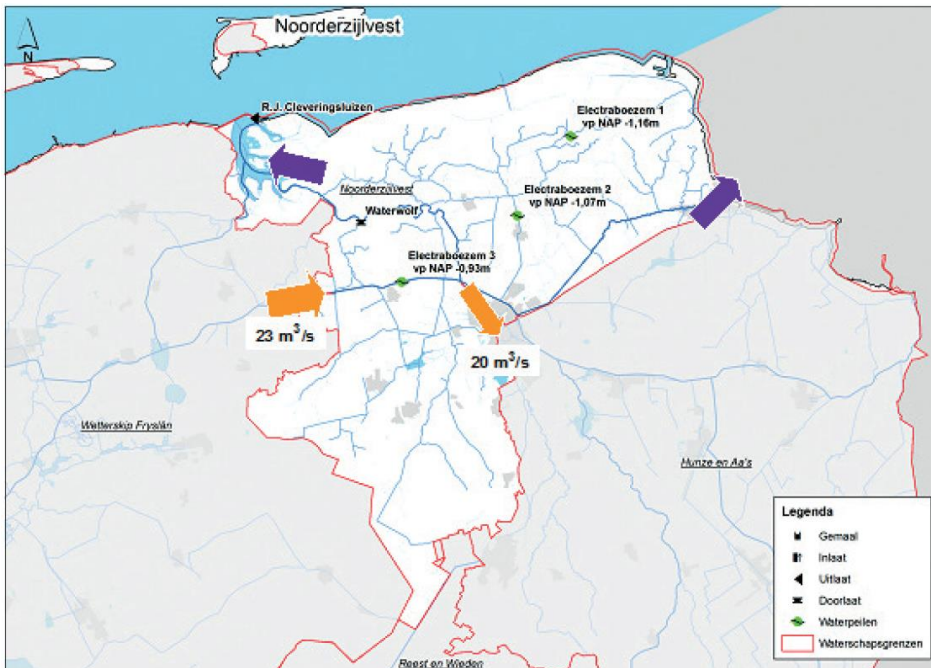 Noorderzijlvest
N
R.J. Cleveringsluizen
Electraboezem 1
vp NAP -1,16m
Noorderzijlvest
Electraboezem 2
vp NAP -1,07m
Waterwolf
Electraboezem 3
vp NAP -0,93m
23 m³/s
20 m³/s
Wetterskip Fryslân
Hunze en Aa's
Legenda
Gemaal
Inlaat
Uitlaat
Doorlaat
Waterpeilen
Waterschapsgrenzen
Reest en Wieden